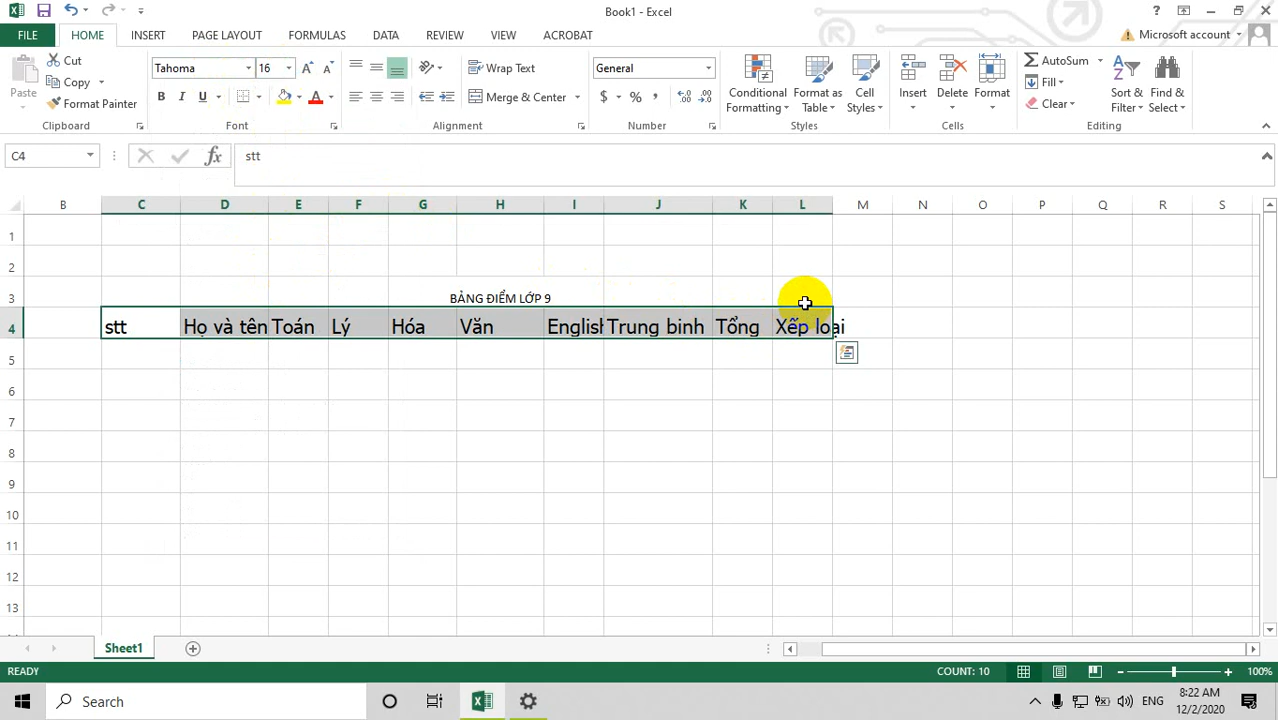 Book1 - Excel
?
FILE HOME INSERT PAGE LAYOUT FORMULAS DATA REVIEW VIEW ACROBAT Microsoft account
Paste Cut Tahoma 16 Wrap Text General Conditional Formatting Format as Table Cell Styles Insert Delete Format AutoSum Sort & Filter Find & Select
Copy Fill
Format Painter B I U A Merge & Center $ % , Clear
Clipboard Font Alignment Number Styles Cells Editing
C4 fx stt
B C D E F G H I J K L M N O P Q R S
1
2
3 BẢNG ĐIỂM LỚP 9
4 stt Họ và tên Toán Lý Hóa Văn English Trung binh Tổng Xếp loại
5
6
7
8
9
10
11
12
13
Sheet1
READY COUNT: 10 100%
Search ENG 8:22 AM
12/2/2020